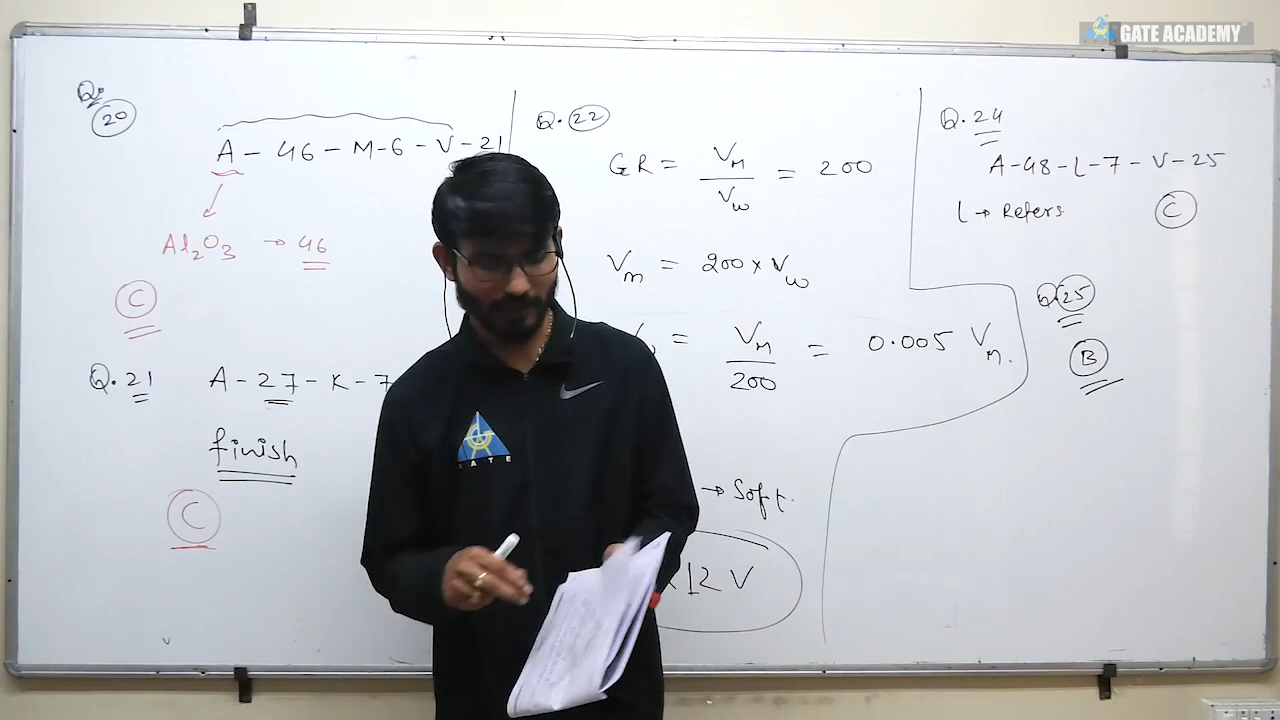 GATE ACADEMY
Q.
20
A - 46 - M-6 - V-21
Al2O3 → 46
C
Q. 21 A - 27 - K - 7
finish
C
Q. 22
GR = VM / Vw = 200
Vm = 200 × Vw
= VM / 200 = 0.005 VM.
→ Soft.
12 V
Q. 24
A-48-L-7-V-25
L → Refers
C
Q. 25
B
GATE